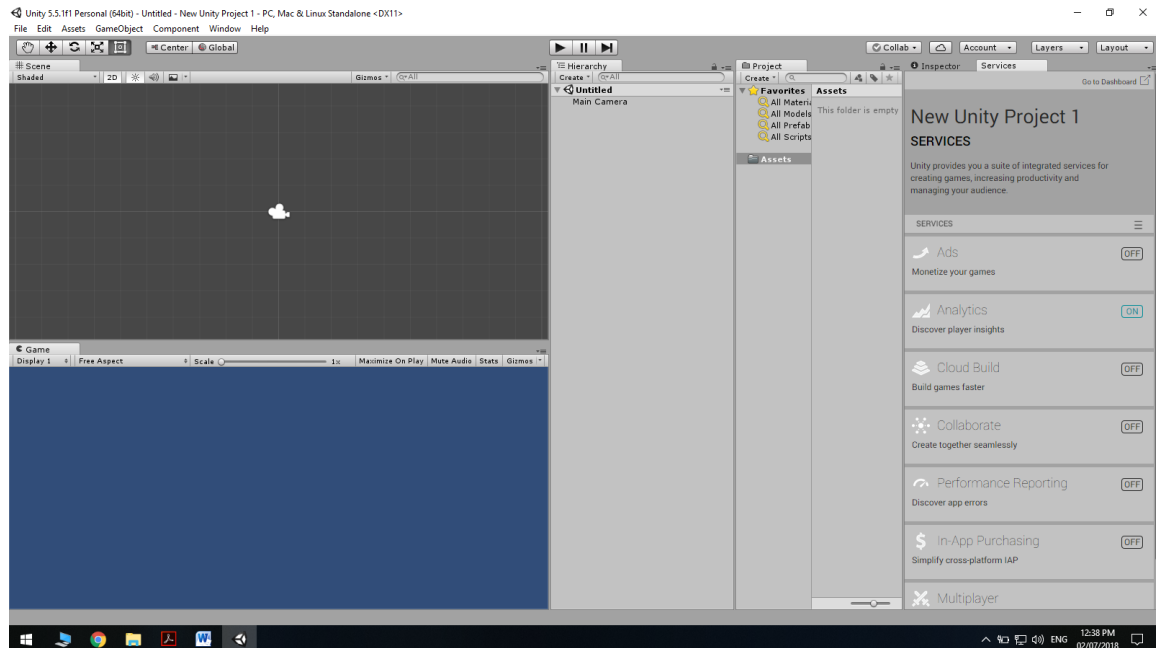 Unity 5.5.1f1 Personal (64bit) - Untitled - New Unity Project 1 - PC, Mac & Linux Standalone <DX11>
File Edit Assets GameObject Component Window Help
Center Global
Collab Account Layers Layout
Scene
Shaded 2D Gizmos All
Game
Display 1 Free Aspect Scale 1x Maximize On Play Mute Audio Stats Gizmos
Hierarchy
Create All
Untitled
Main Camera
Project
Create
Favorites
All Materia
All Models
All Prefab
All Scripts
Assets
Assets
This folder is empty
Inspector Services
Go to Dashboard
New Unity Project 1
SERVICES
Unity provides you a suite of integrated services for
creating games, increasing productivity and
managing your audience.
SERVICES
Ads OFF
Monetize your games
Analytics ON
Discover player insights
Cloud Build OFF
Build games faster
Collaborate OFF
Create together seamlessly
Performance Reporting OFF
Discover app errors
In-App Purchasing OFF
Simplify cross-platform IAP
Multiplayer
ENG
12:38 PM
02/07/2018